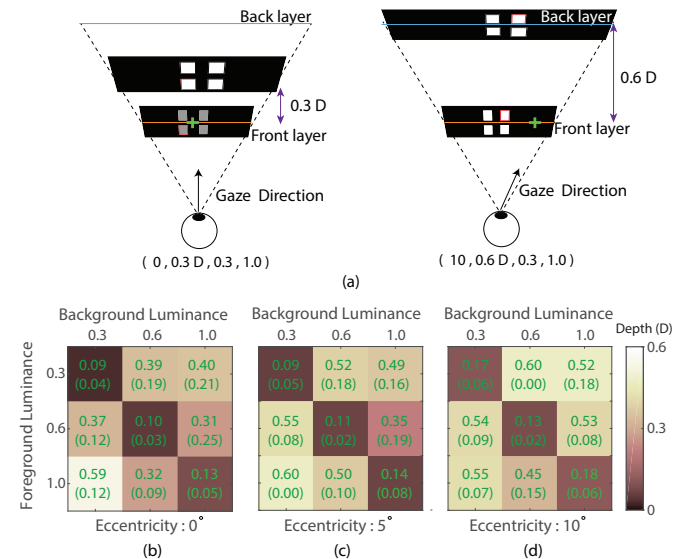 Back layer
Back layer
0.3 D
0.6 D
Front layer
Front layer
Gaze Direction
Gaze Direction
( 0 , 0.3 D , 0.3 , 1.0 )
( 10 , 0.6 D , 0.3 , 1.0 )
(a)
Background Luminance
Background Luminance
Background Luminance
0.3 0.6 1.0
0.3 0.6 1.0
0.3 0.6 1.0
Depth (D)
Foreground Luminance
0.3
0.6
1.0
0.09 0.39 0.40
(0.04) (0.19) (0.21)
0.37 0.10 0.31
(0.12) (0.03) (0.25)
0.59 0.32 0.13
(0.12) (0.09) (0.05)
Eccentricity : 0°
(b)
0.09 0.52 0.49
(0.05) (0.18) (0.16)
0.55 0.11 0.35
(0.08) (0.02) (0.19)
0.60 0.50 0.14
(0.00) (0.10) (0.08)
Eccentricity : 5°
(c)
0.17 0.60 0.52
(0.06) (0.00) (0.18)
0.54 0.13 0.53
(0.09) (0.02) (0.08)
0.55 0.45 0.18
(0.07) (0.15) (0.06)
Eccentricity : 10°
(d)
0.6
0.3
0